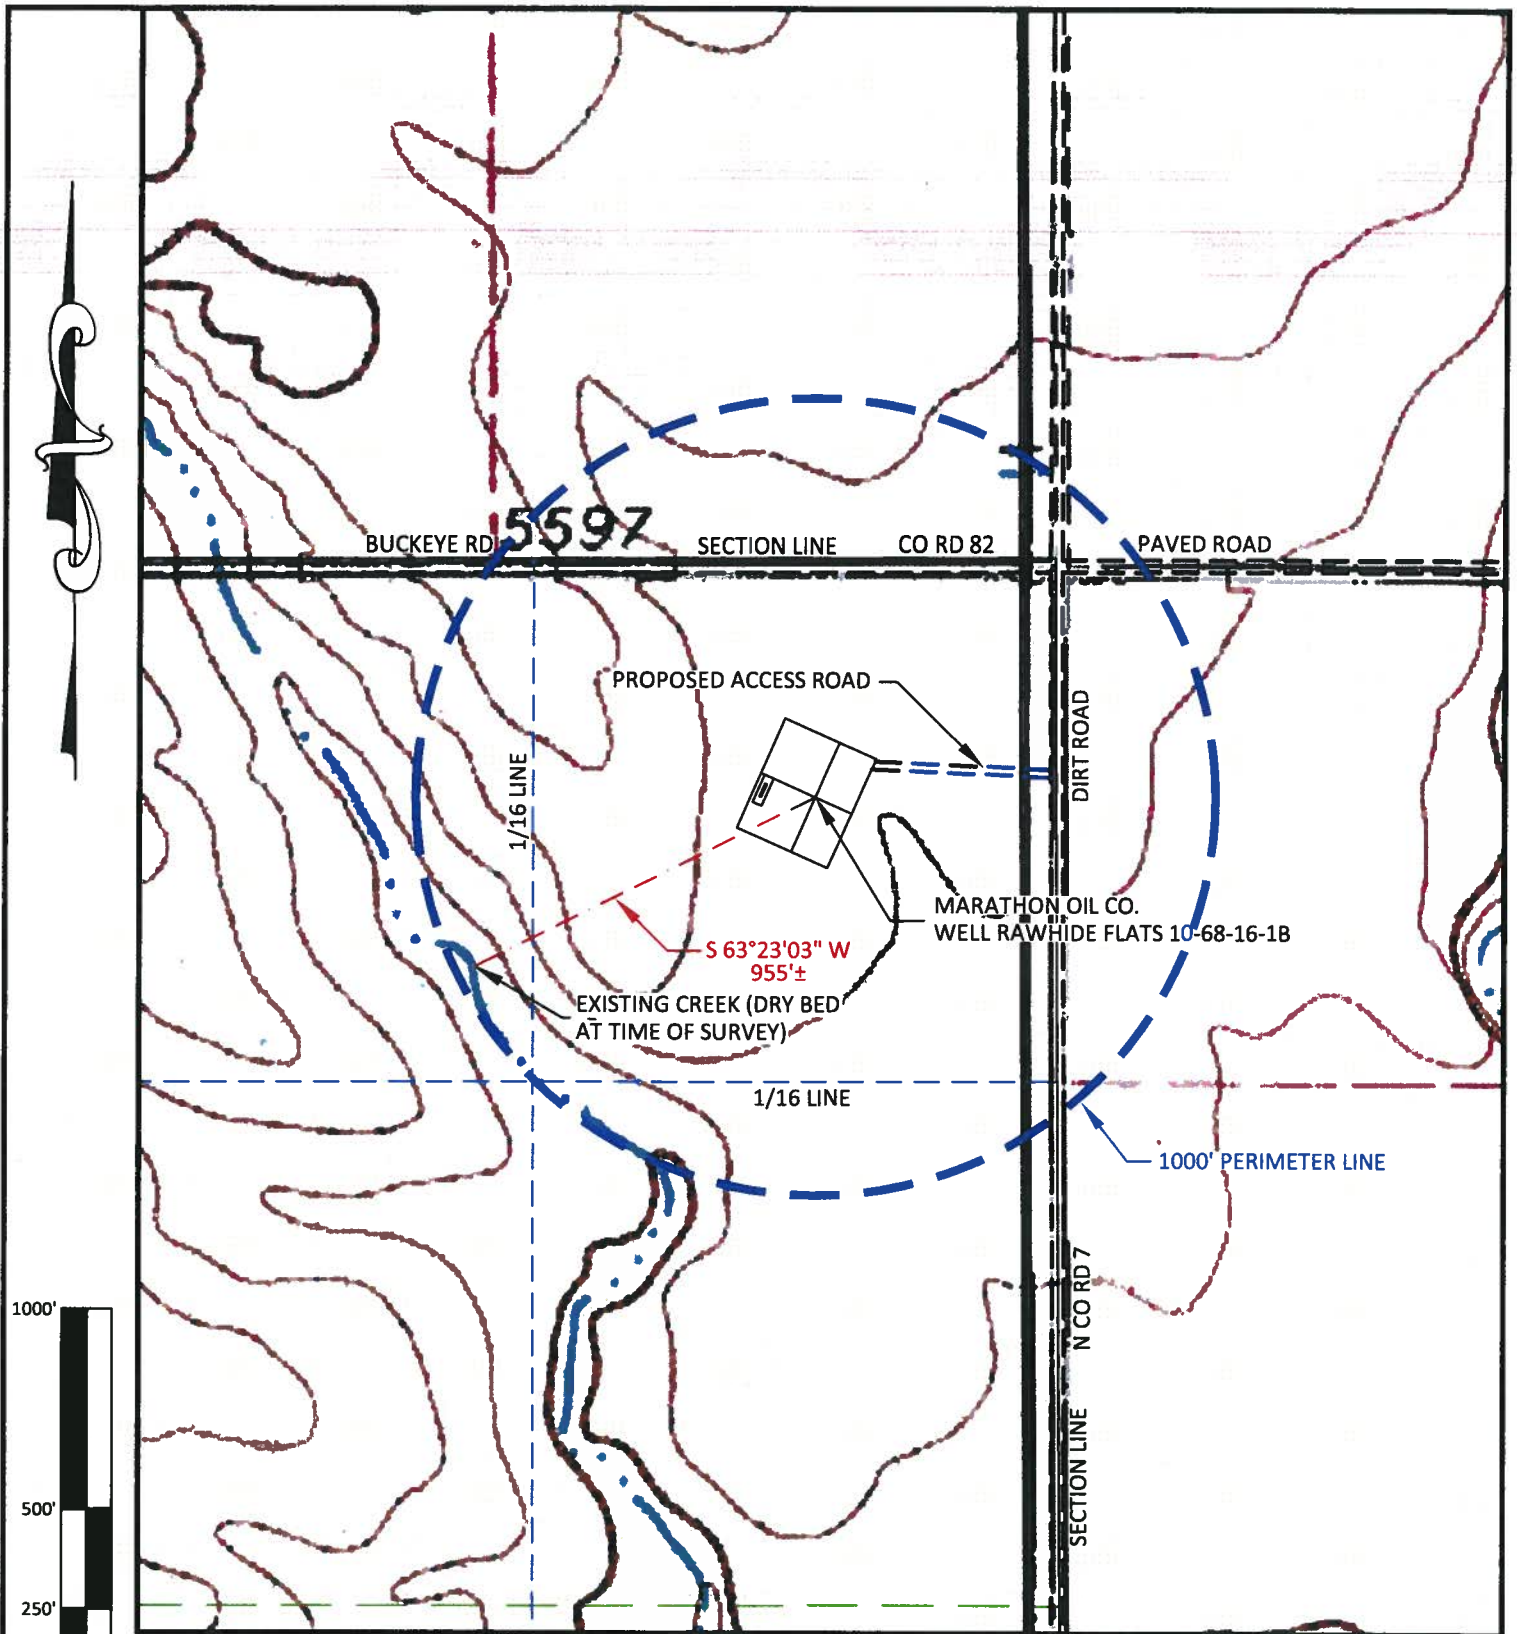 5597
BUCKEYE RD
SECTION LINE
CO RD 82
PAVED ROAD
PROPOSED ACCESS ROAD
DIRT ROAD
1/16 LINE
MARATHON OIL CO.
WELL RAWHIDE FLATS 10-68-16-1B
S 63°23'03" W
955'±
EXISTING CREEK (DRY BED
AT TIME OF SURVEY)
1/16 LINE
1000' PERIMETER LINE
N CO RD 7
SECTION LINE
1000'
500'
250'